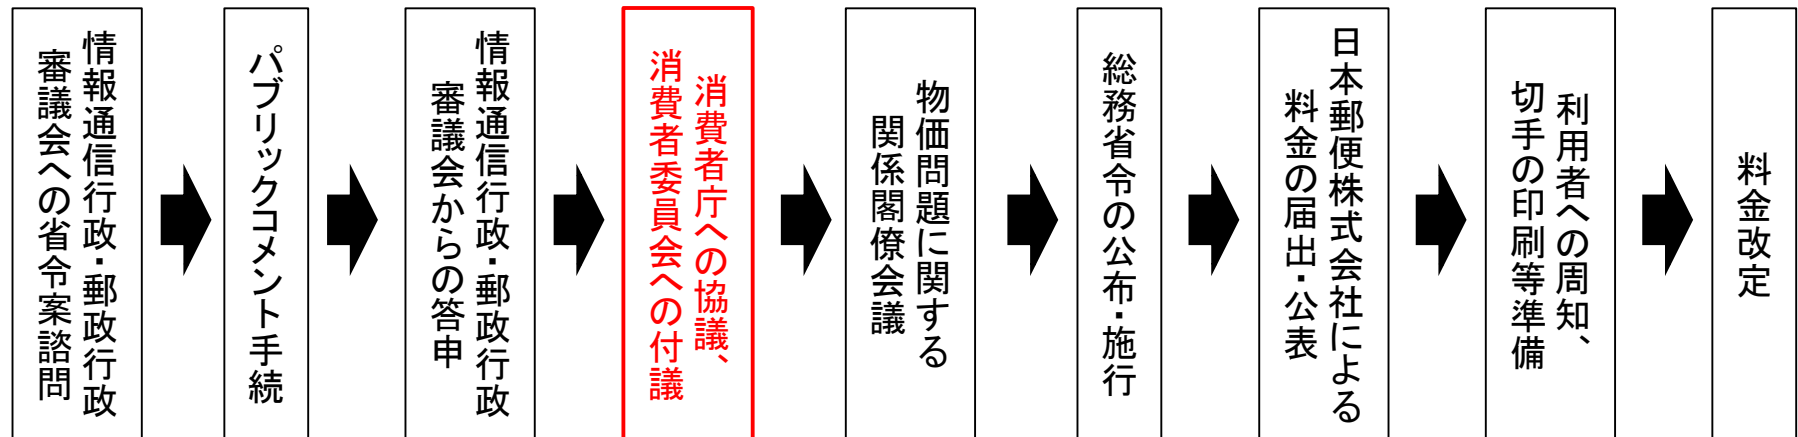 情報通信行政・郵政行政
審議会への省令案諮問
パブリックコメント手続
情報通信行政・郵政行政
審議会からの答申
消費者庁への協議、
消費者委員会への付議
物価問題に関する
関係閣僚会議
総務省令の公布・施行
日本郵便株式会社による
料金の届出・公表
利用者への周知、
切手の印刷等準備
料金改定